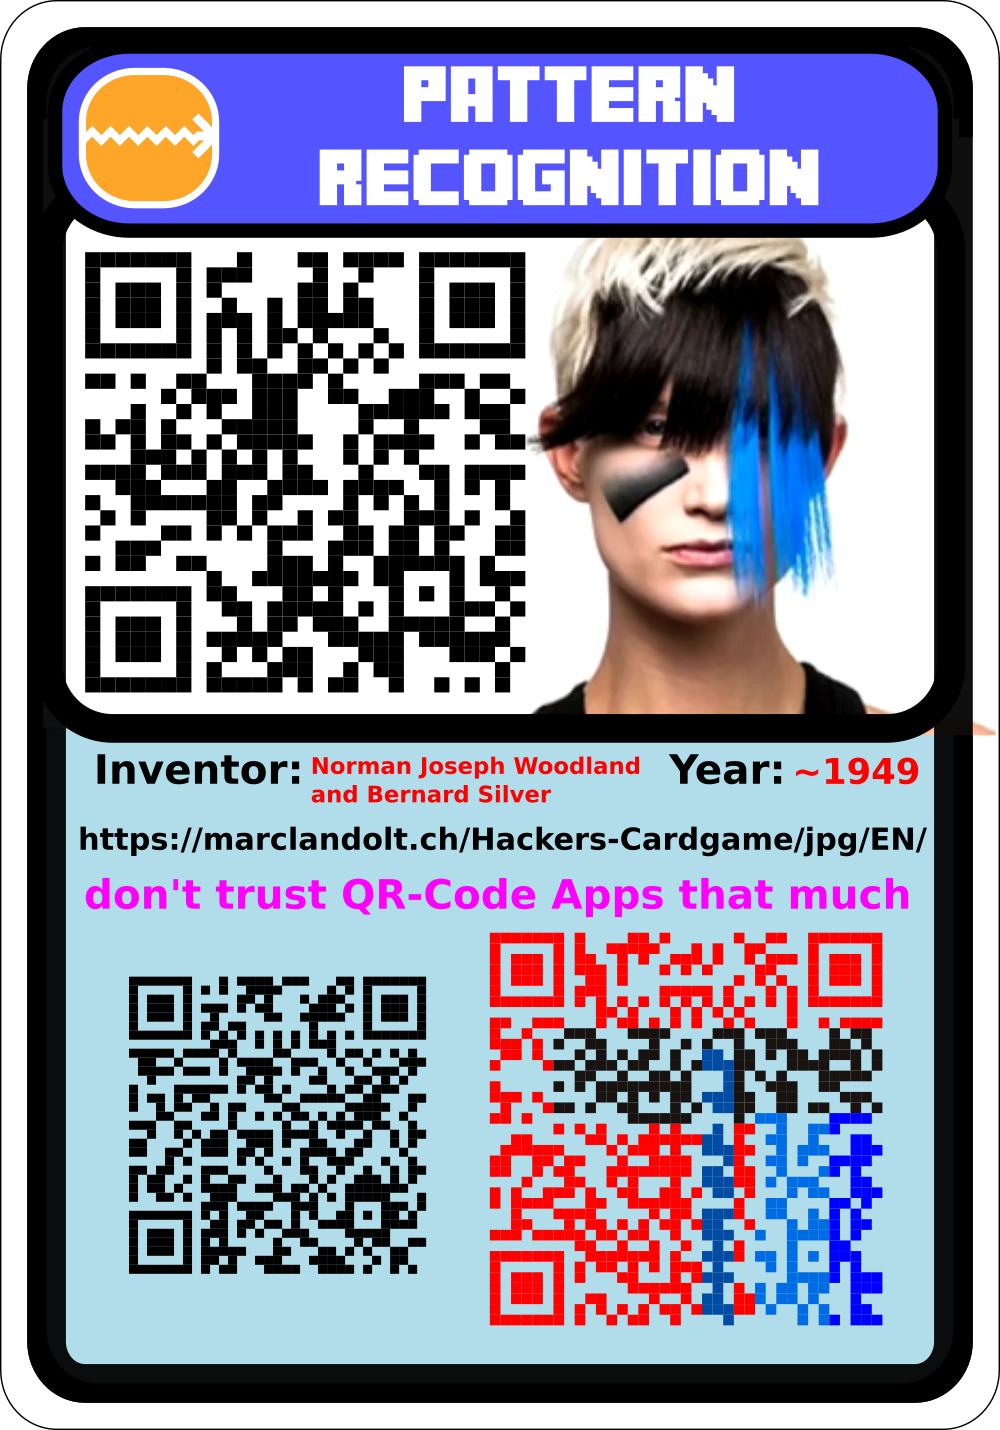 PATTERN
RECOGNITION
Inventor: Norman Joseph Woodland and Bernard Silver Year: ~1949
https://marclandolt.ch/Hackers-Cardgame/jpg/EN/
don't trust QR-Code Apps that much